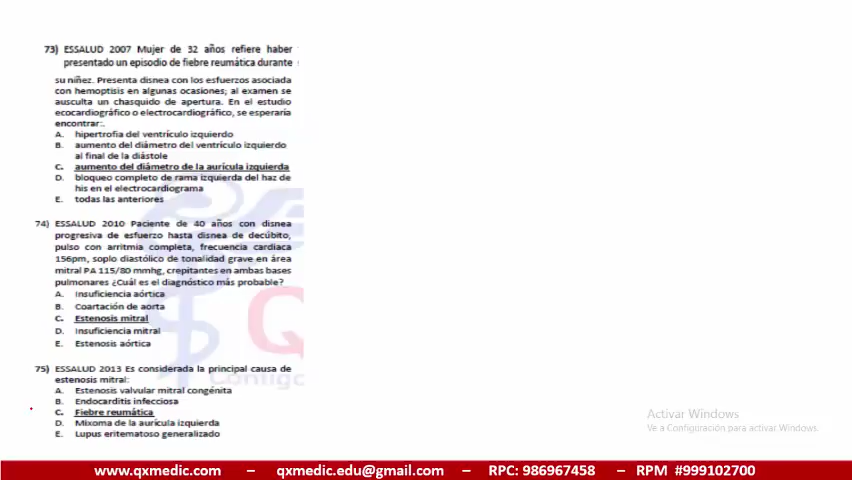 73) ESSALUD 2007 Mujer de 32 años refiere haber
presentado un episodio de fiebre reumática durante
su niñez. Presenta disnea con los esfuerzos asociada
con hemoptisis en algunas ocasiones; al examen se
ausculta un chasquido de apertura. En el estudio
ecocardiográfico o electrocardiográfico, se esperaría
encontrar:.
A. hipertrofia del ventrículo izquierdo
B. aumento del diámetro del ventrículo izquierdo
al final de la diástole
C. aumento del diámetro de la aurícula izquierda
D. bloqueo completo de rama izquierda del haz de
his en el electrocardiograma
E. todas las anteriores
74) ESSALUD 2010 Paciente de 40 años con disnea
progresiva de esfuerzo hasta disnea de decúbito,
pulso con arritmia completa, frecuencia cardiaca
156pm, soplo diastólico de tonalidad grave en área
mitral PA 115/80 mmhg, crepitantes en ambas bases
pulmonares ¿Cuál es el diagnóstico más probable?
A. Insuficiencia aórtica
B. Coartación de aorta
C. Estenosis mitral
D. Insuficiencia mitral
E. Estenosis aórtica
75) ESSALUD 2013 Es considerada la principal causa de
estenosis mitral:
A. Estenosis valvular mitral congénita
B. Endocarditis infecciosa
C. Fiebre reumática
D. Mixoma de la aurícula izquierda
E. Lupus eritematoso generalizado
Activar Windows
Ve a Configuración para activar Windows.
www.qxmedic.com – qxmedic.edu@gmail.com – RPC: 986967458 – RPM #999102700